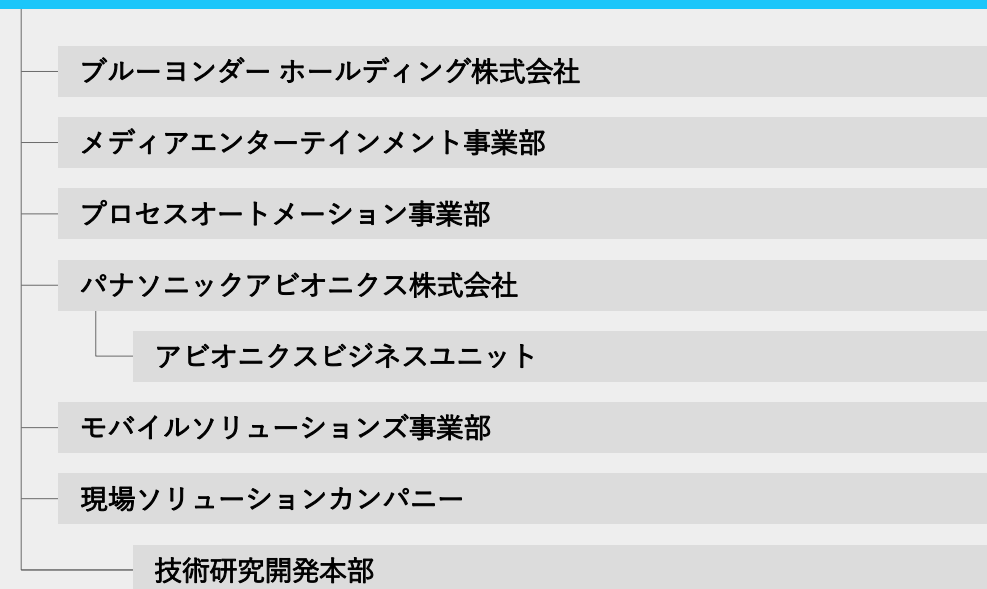 ブルーヨンダー ホールディング株式会社
メディアエンターテインメント事業部
プロセスオートメーション事業部
パナソニックアビオニクス株式会社
アビオニクスビジネスユニット
モバイルソリューションズ事業部
現場ソリューションカンパニー
技術研究開発本部